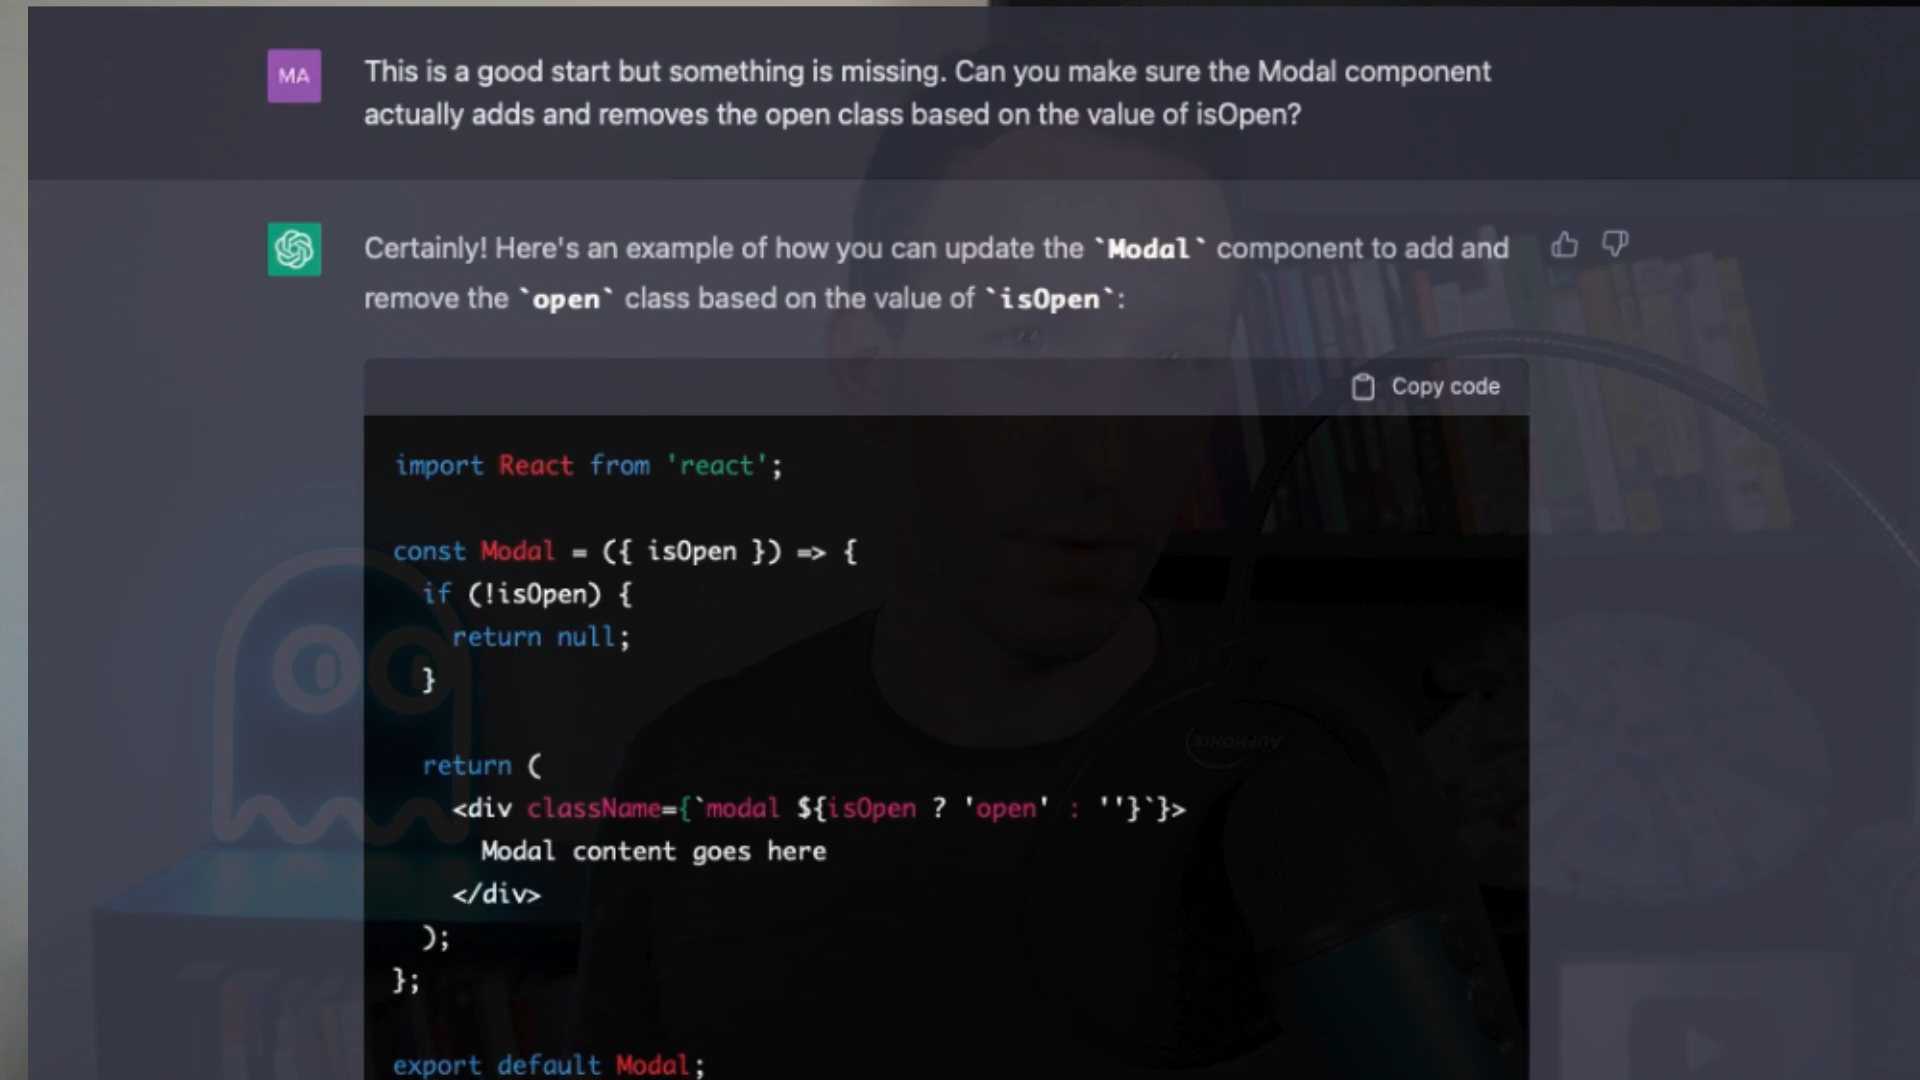 MA
This is a good start but something is missing. Can you make sure the Modal component
actually adds and removes the open class based on the value of isOpen?
Certainly! Here's an example of how you can update the `Modal` component to add and
remove the `open` class based on the value of `isOpen`:
Copy code
import React from 'react';
const Modal = ({ isOpen }) => {
if (!isOpen) {
return null;
}
return (
<div className={`modal ${isOpen ? 'open' : ''}`}>
Modal content goes here
</div>
);
};
export default Modal;
AUPHONIX